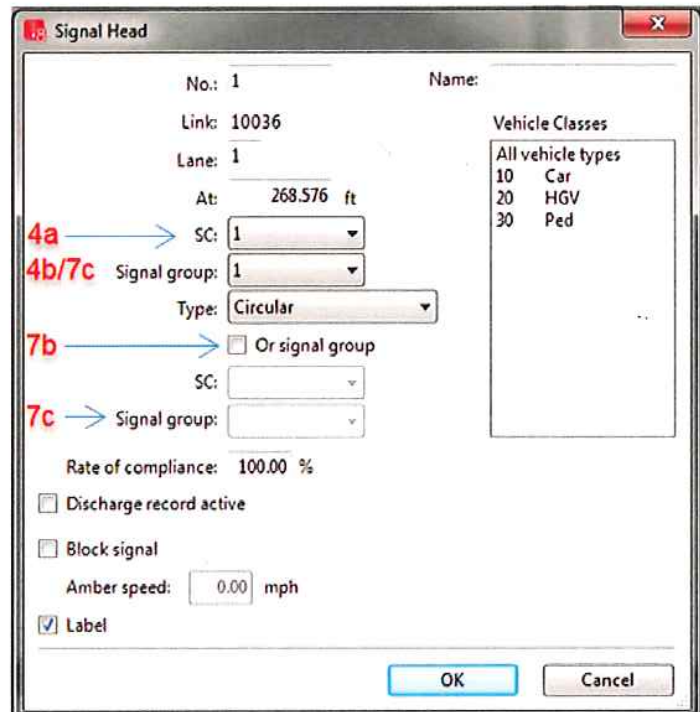 Signal Head
No.: 1 Name:
Link: 10036 Vehicle Classes
Lane: 1 All vehicle types
10 Car
At: 268.576 ft 20 HGV
30 Ped
4a SC: 1
4b/7c Signal group: 1
Type: Circular
7b Or signal group
SC:
7c Signal group:
Rate of compliance: 100.00 %
Discharge record active
Block signal
Amber speed: 0.00 mph
Label
OK Cancel